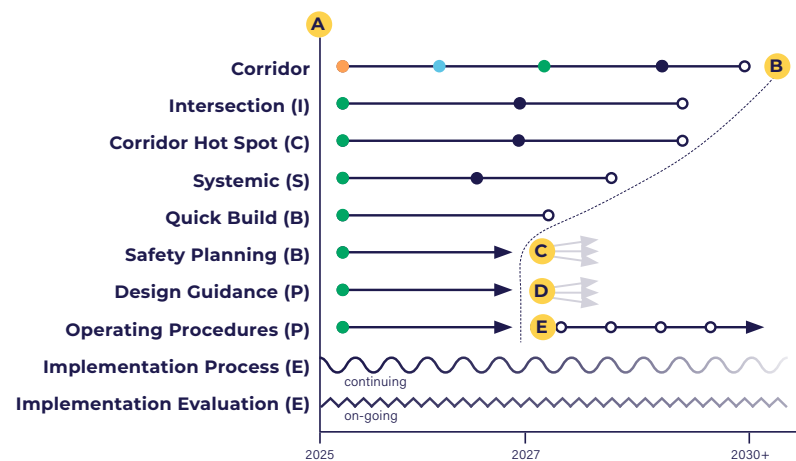 A
Corridor
B
Intersection (I)
Corridor Hot Spot (C)
Systemic (S)
Quick Build (B)
Safety Planning (B)
C
Design Guidance (P)
D
Operating Procedures (P)
E
Implementation Process (E)
continuing
Implementation Evaluation (E)
on-going
2025
2027
2030+